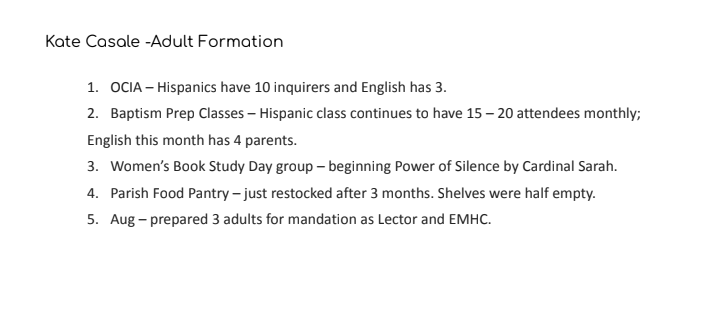 Kate Casale -Adult Formation
1. OCIA – Hispanics have 10 inquirers and English has 3.
2. Baptism Prep Classes – Hispanic class continues to have 15 – 20 attendees monthly;
English this month has 4 parents.
3. Women’s Book Study Day group – beginning Power of Silence by Cardinal Sarah.
4. Parish Food Pantry – just restocked after 3 months. Shelves were half empty.
5. Aug – prepared 3 adults for mandation as Lector and EMHC.